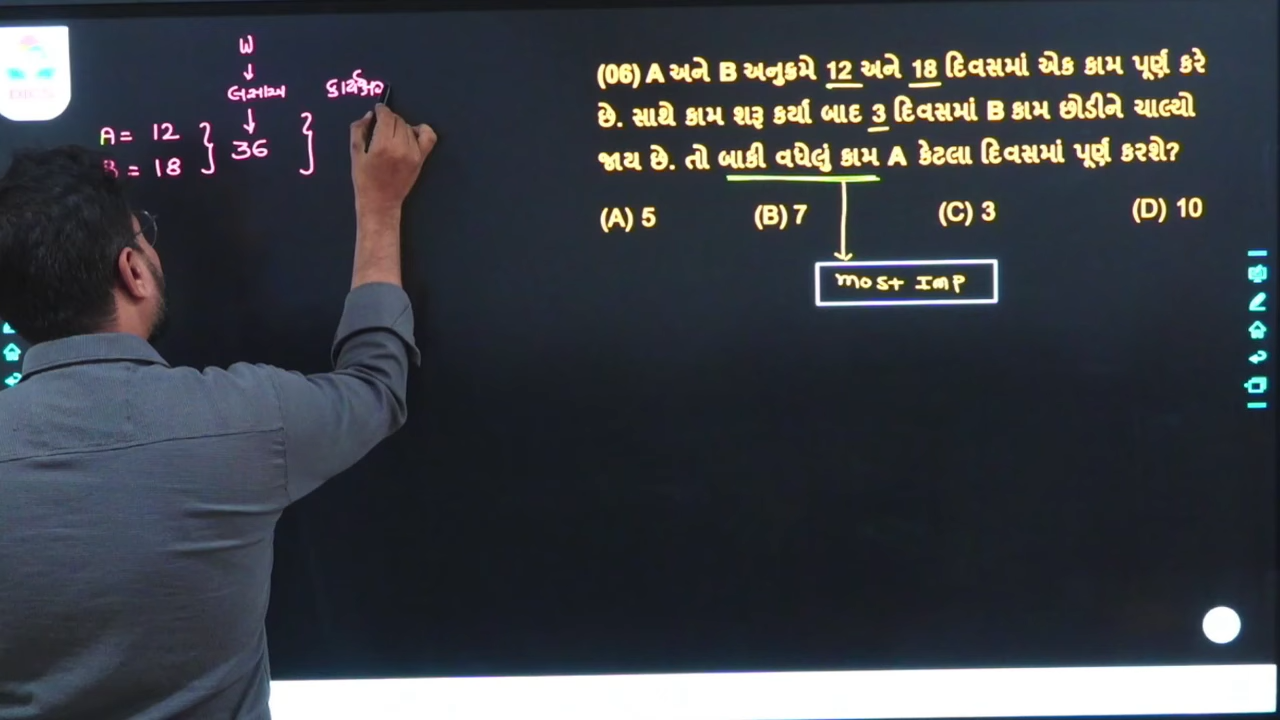 W
↓
લસાઅ
↓
A = 12
B = 18
36
(06) A અને B અનુક્રમે 12 અને 18 દિવસમાં એક કામ પૂર્ણ કરે
છે. સાથે કામ શરૂ કર્યા બાદ 3 દિવસમાં B કામ છોડીને ચાલ્યો
જાય છે. તો બાકી વધેલું કામ A કેટલા દિવસમાં પૂર્ણ કરશે?
(A) 5 (B) 7 (C) 3 (D) 10
most Imp